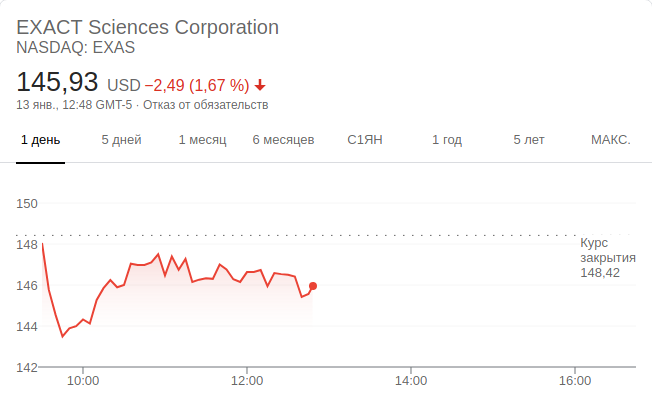 EXACT Sciences Corporation
NASDAQ: EXAS
145,93 USD −2,49 (1,67 %)
13 янв., 12:48 GMT-5 · Отказ от обязательств
1 день 5 дней 1 месяц 6 месяцев С1ЯН 1 год 5 лет МАКС.
150
148
146
144
142
Курс
закрытия
148,42
10:00 12:00 14:00 16:00